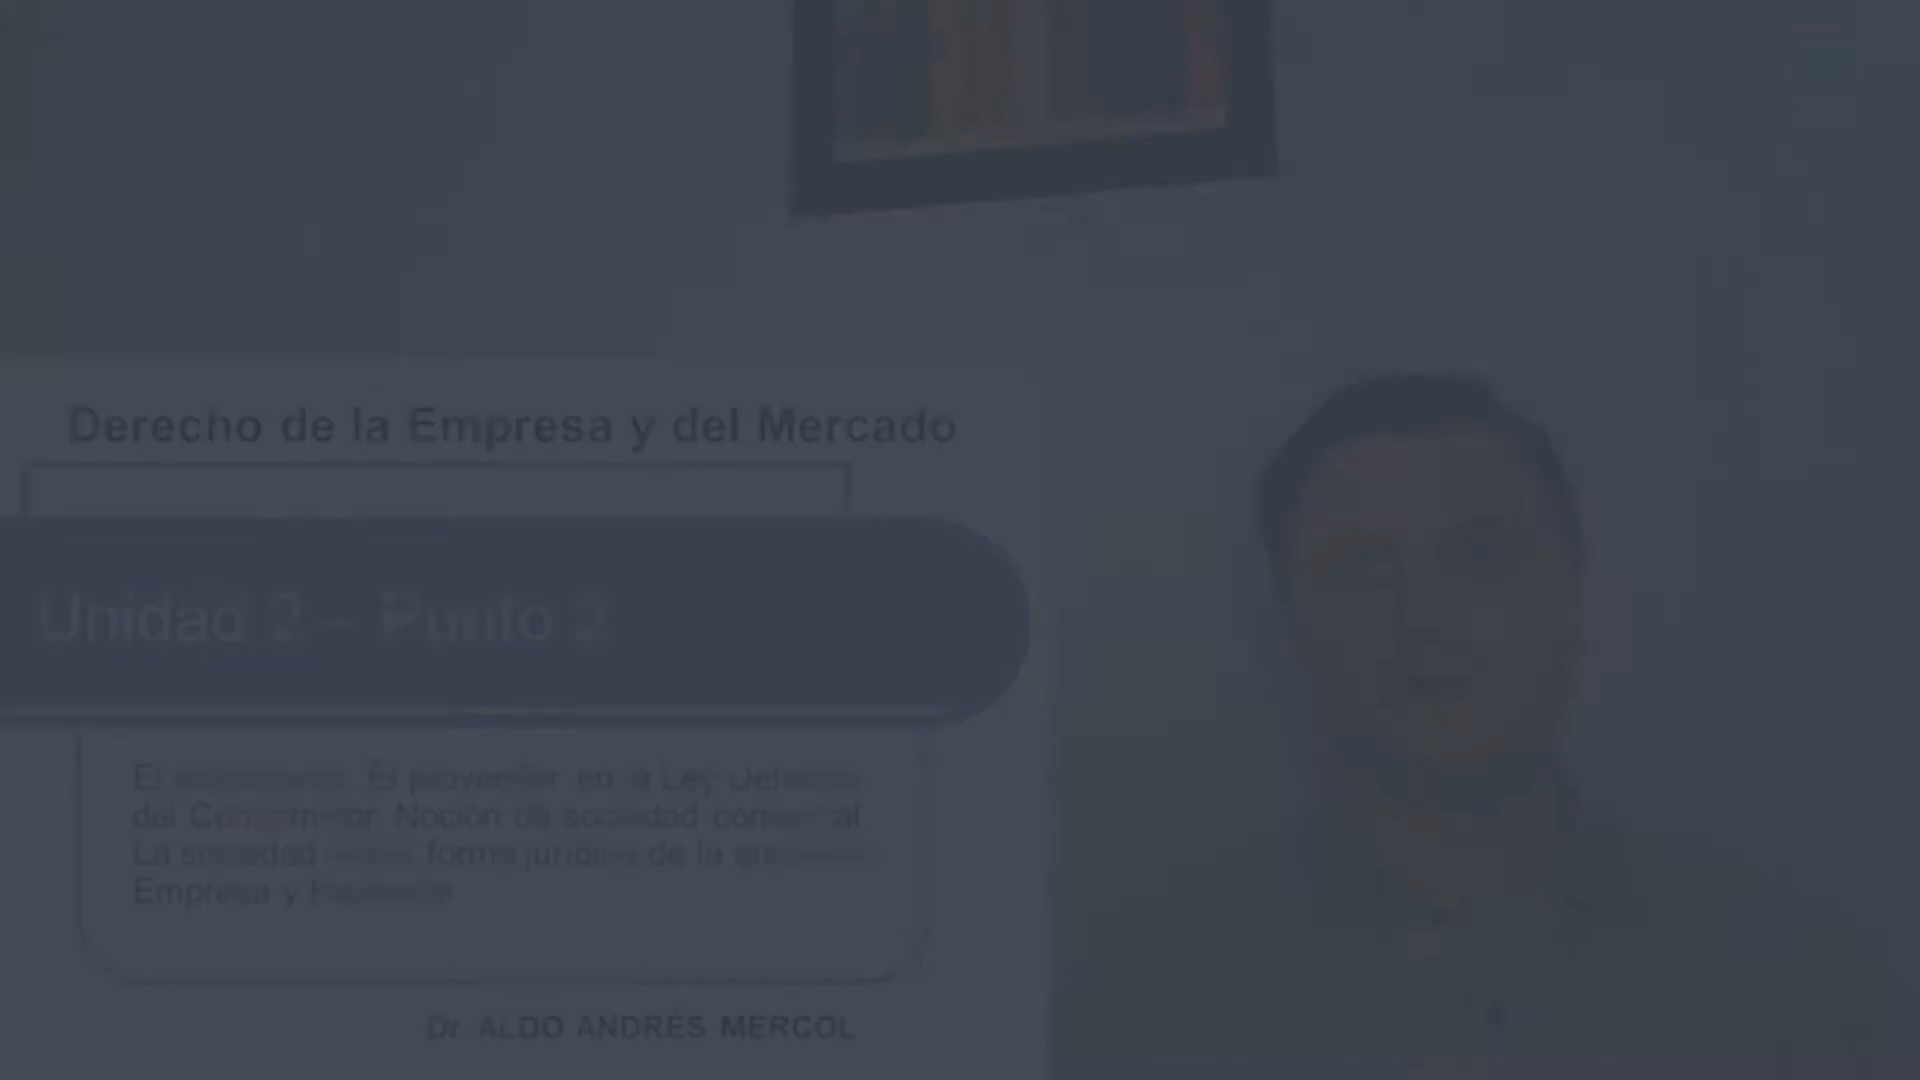 Derecho de la Empresa y del Mercado
Unidad 2 – Punto 2
El El proveedor en la Ley Defensa
del Consumidor. Noción de sociedad comercial
La sociedad forma jurídica de la
Empresa y
Dr. ALDO ANDRÉS MERCOL